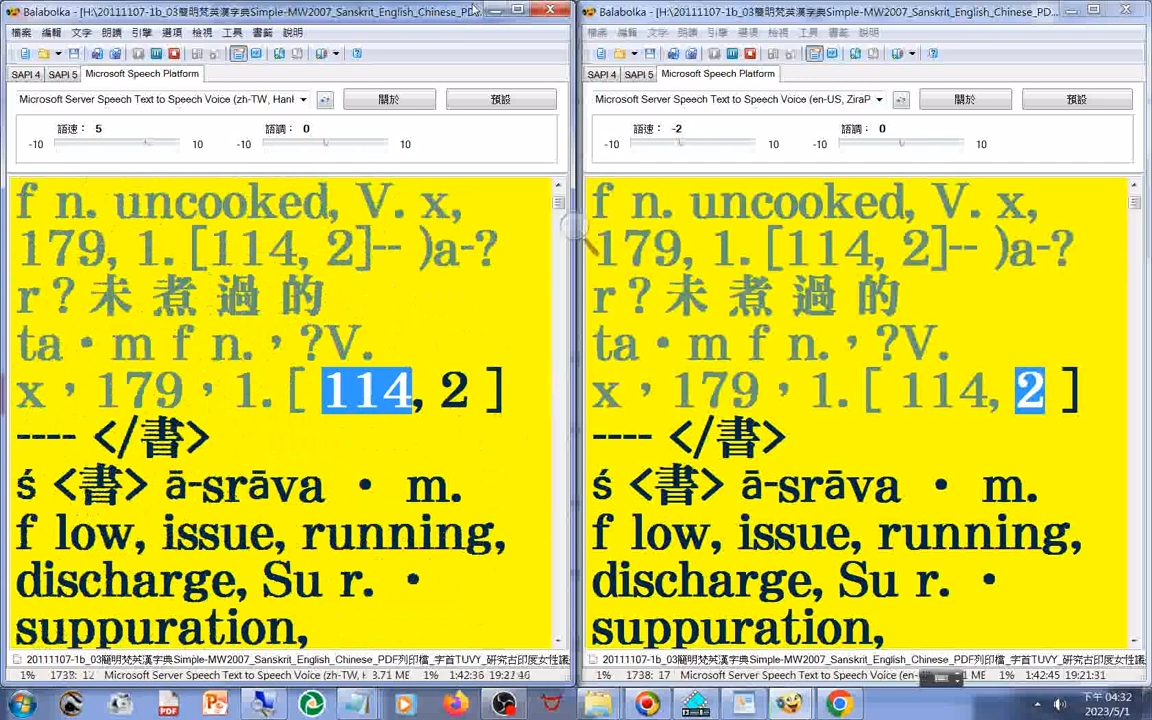 Balabolka - [H:\20111107-1b_03簡明梵英漢字典Simple-MW2007_Sanskrit_English_Chinese_PD
檔案 編輯 文字 朗讀 引擎 選項 檢視 工具 書籤 說明
SAPI 4 SAPI 5 Microsoft Speech Platform
Microsoft Server Speech Text to Speech Voice (zh-TW, Hanl 關於 預設
語速： 5 語調： 0
-10 10 -10 10
f n. uncooked, V. x,
179, 1. [114, 2]-- )a-?
r？未 煮 過 的
ta・m f n.，?V.
x，179，1.［ 114, 2 ]
---- </書>
ś <書> ā-srāva ・ m.
f low, issue, running,
discharge, Su r. ・
suppuration,
20111107-1b_03簡明梵英漢字典Simple-MW2007_Sanskrit_English_Chinese_PDF列印檔_字首TUVY_研究古印度女性議
1% 1738: 12 Microsoft Server Speech Text to Speech Voice (zh-TW, 3.71 ME 1% 1:42:36
Balabolka - [H:\20111107-1b_03簡明梵英漢字典Simple-MW2007_Sanskrit_English_Chinese_PD...
檔案 編輯 文字 朗讀 引擎 選項 檢視 工具 書籤 說明
SAPI 4 SAPI 5 Microsoft Speech Platform
Microsoft Server Speech Text to Speech Voice (en-US, ZiraP 關於 預設
語速： -2 語調： 0
-10 10 -10 10
f n. uncooked, V. x,
179, 1. [114, 2]-- )a-?
r？未 煮 過 的
ta・m f n.，?V.
x，179，1.［ 114, 2 ]
---- </書>
ś <書> ā-srāva ・ m.
f low, issue, running,
discharge, Su r. ・
suppuration,
20111107-1b_03簡明梵英漢字典Simple-MW2007_Sanskrit_English_Chinese_PDF列印檔_字首TUVY_研究古印度女性議
1% 1738: 17 Microsoft Server Speech Text to Speech Voice 1% 1:42:45 19:21:31
下午 04:32
2023/5/1